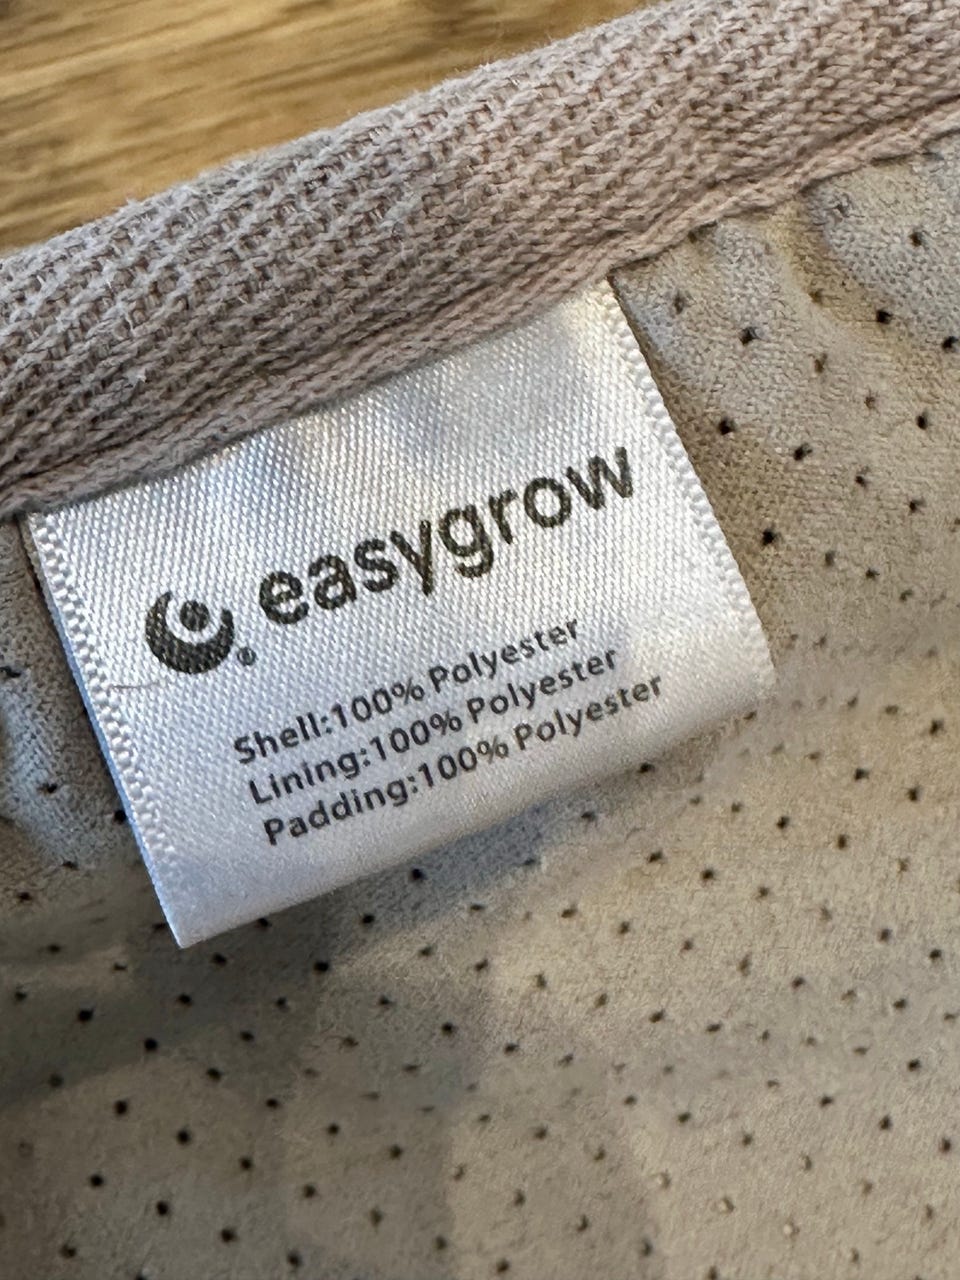 easygrow®
Shell:100% Polyester
Lining:100% Polyester
Padding:100% Polyester